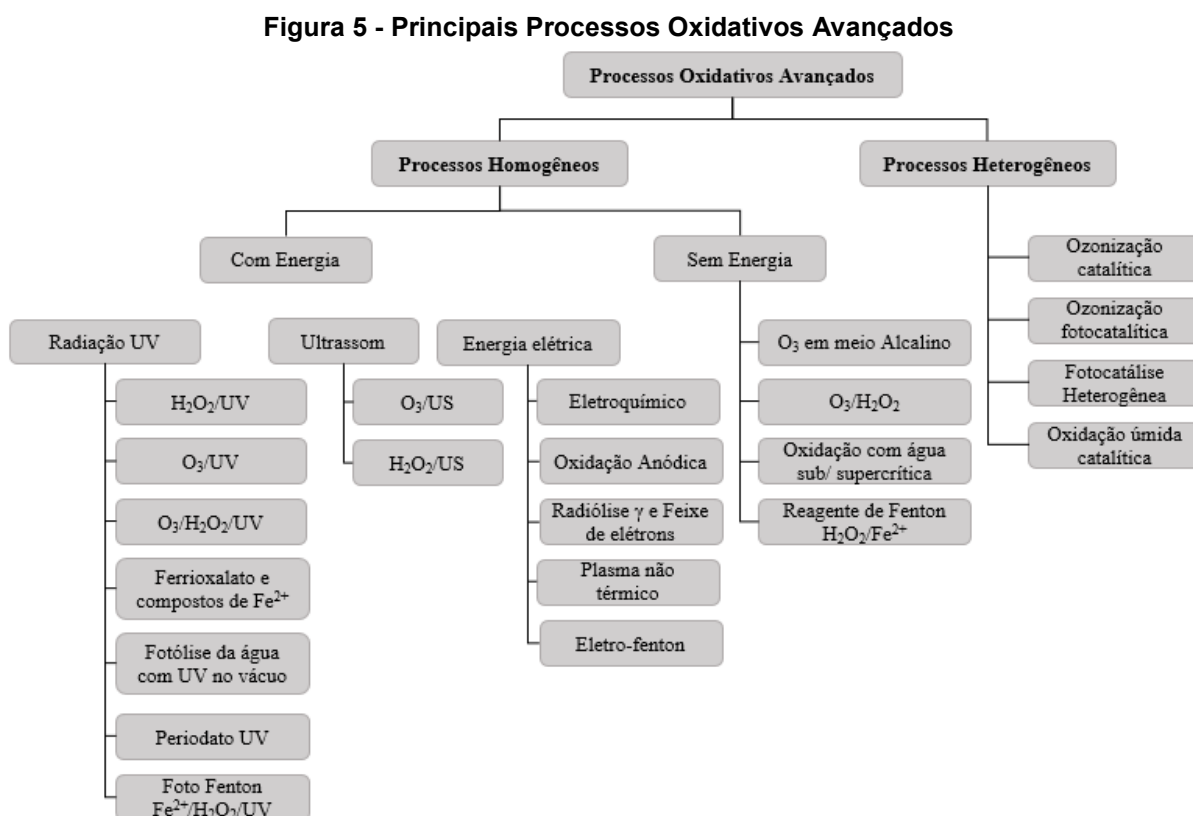 Figura 5 - Principais Processos Oxidativos Avançados
Processos Oxidativos Avançados
Processos Homogêneos
Processos Heterogêneos
Com Energia
Sem Energia
Radiação UV
H₂O₂/UV
O₃/UV
O₃/H₂O₂/UV
Ferrioxalato e
compostos de Fe²⁺
Fotólise da água
com UV no vácuo
Periodato UV
Foto Fenton
Fe²⁺/H₂O₂/UV
Ultrassom
O₃/US
H₂O₂/US
Energia elétrica
Eletroquímico
Oxidação Anódica
Radiólise γ e Feixe
de elétrons
Plasma não
térmico
Eletro-fenton
O₃ em meio Alcalino
O₃/H₂O₂
Oxidação com água
sub/ supercrítica
Reagente de Fenton
H₂O₂/Fe²⁺
Ozonização
catalítica
Ozonização
fotocatalítica
Fotocatálise
Heterogênea
Oxidação úmida
catalítica